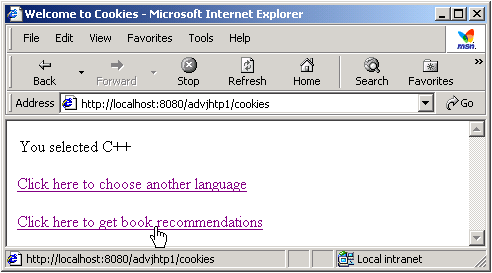 Welcome to Cookies - Microsoft Internet Explorer
File Edit View Favorites Tools Help
msn.
Back Forward Stop Refresh Home Search Favorites
Address http://localhost:8080/advjhtp1/cookies Go
You selected C++
Click here to choose another language
Click here to get book recommendations
http://localhost:8080/advjhtp1/cookies Local intranet